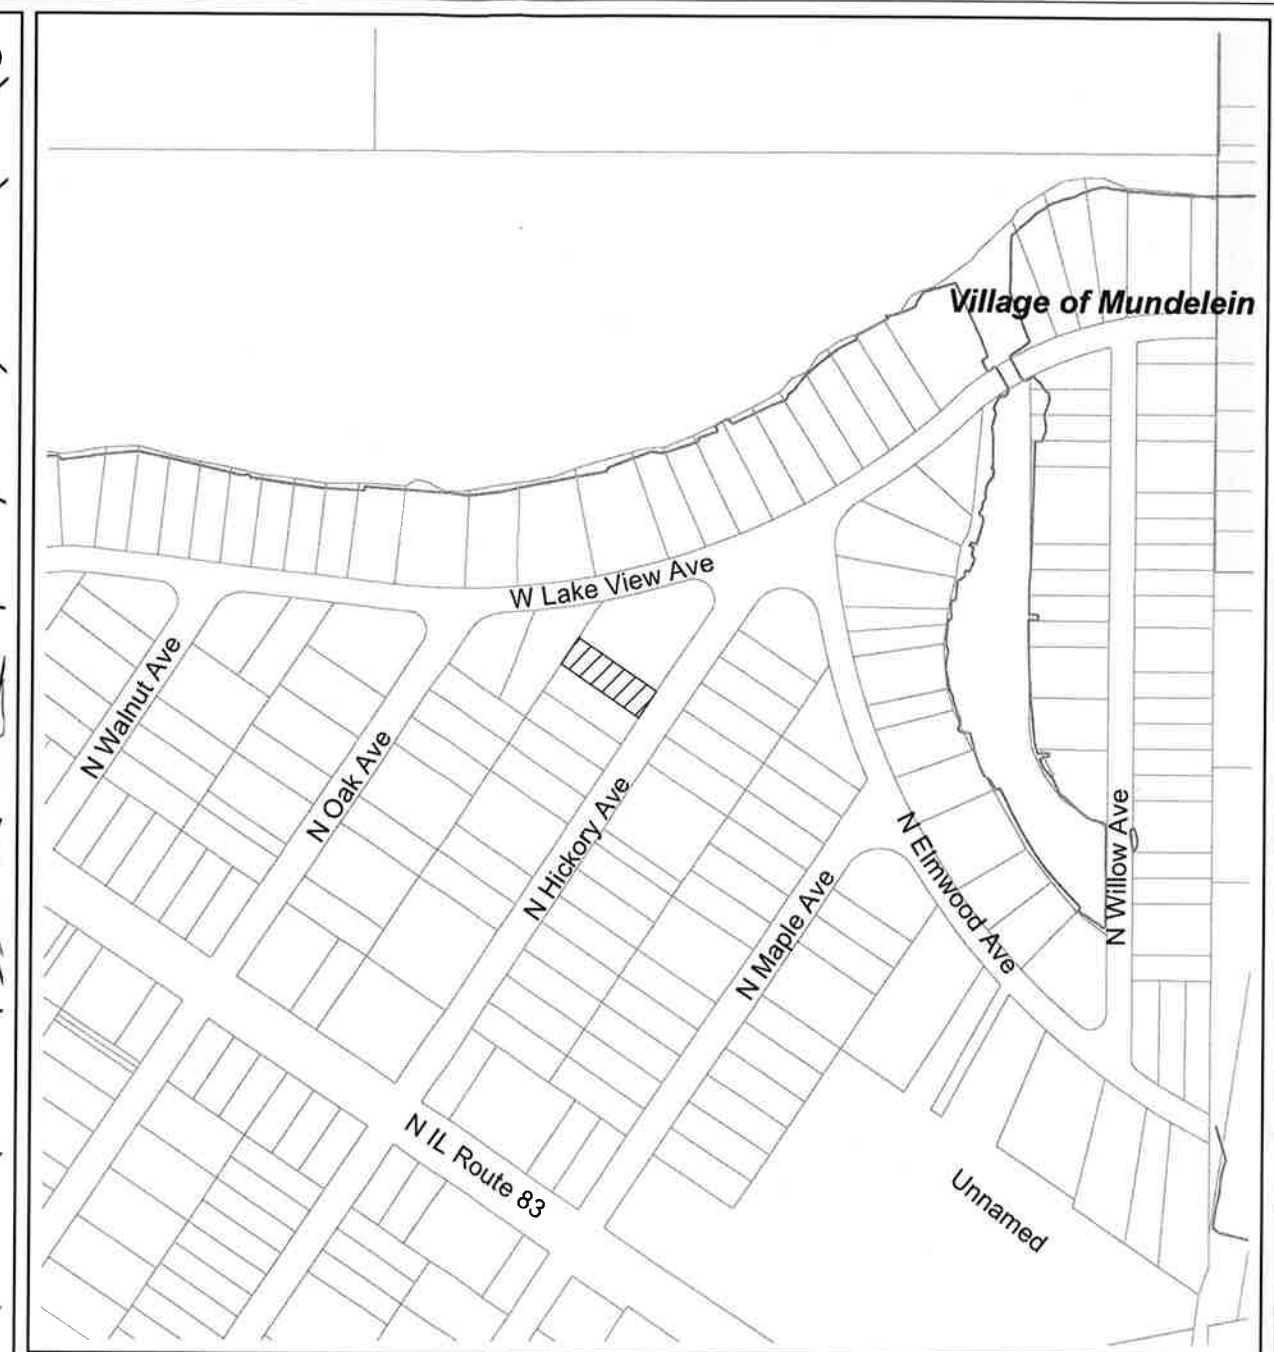 Village of Mundelein
W Lake View Ave
N Walnut Ave
N Oak Ave
N Hickory Ave
N Maple Ave
N Elmwood Ave
N Willow Ave
N IL Route 83
Unnamed